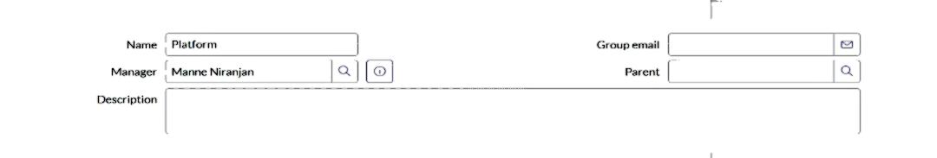 Name Platform Group email
Manager Manne Niranjan Parent
Description